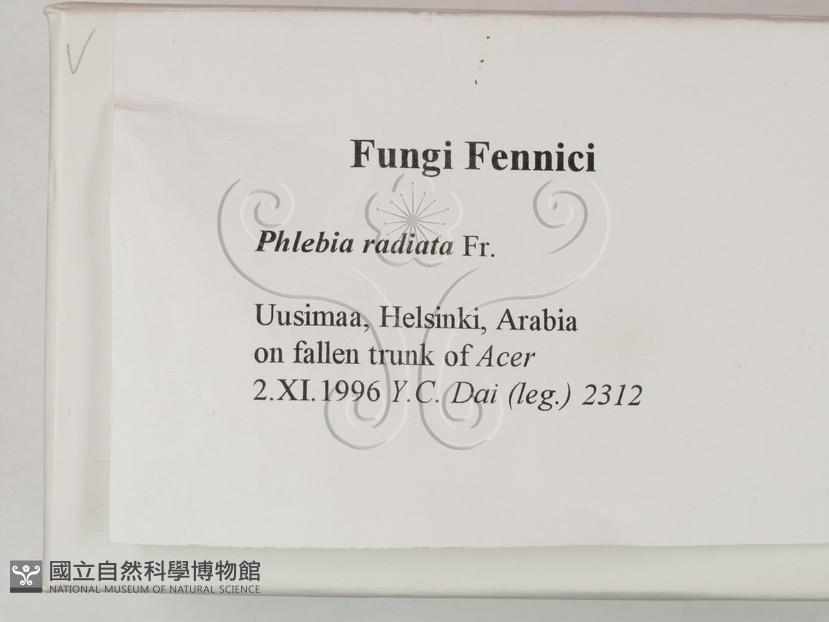 V
Fungi Fennici
Phlebia radiata Fr.
Uusimaa, Helsinki, Arabia
on fallen trunk of Acer
2.XI.1996 Y.C. Dai (leg.) 2312
國立自然科學博物館
NATIONAL MUSEUM OF NATURAL SCIENCE